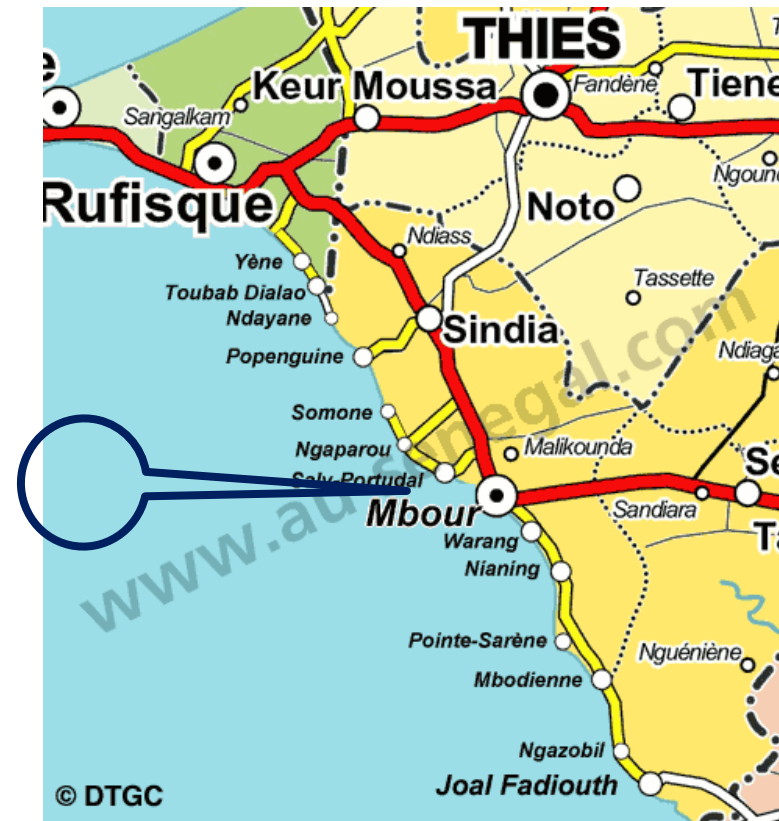 THIES
Keur Moussa
Fandène
Tiene
Sangalkam
Rufisque
Noto
Ngoun
Ndiass
Yène
Tassette
Toubab Dialao
Ndayane
Sindia
Popenguine
Ndiaga
Somone
Ngaparou
Malikounda
Saly-Portudal
Se
Mbour
Sandiara
Ta
Warang
Nianing
Pointe-Sarène
Nguéniène
Mbodienne
Ngazobil
Joal Fadiouth
© DTGC
www.au-senegal.com